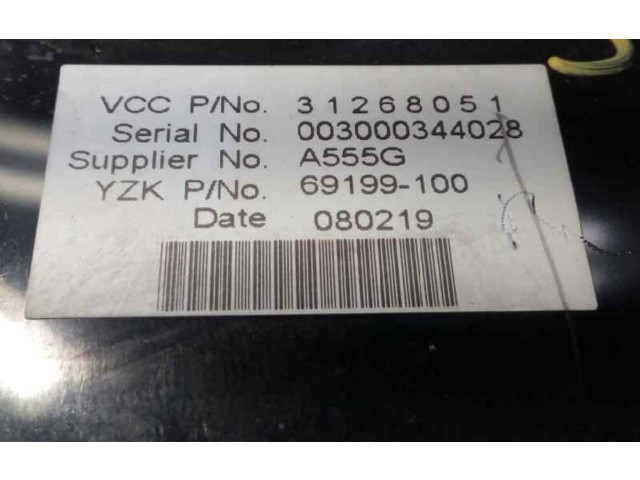 VCC P/No. 31268051
Serial No. 003000344028
Supplier No. A555G
YZK P/No. 69199-100
Date 080219